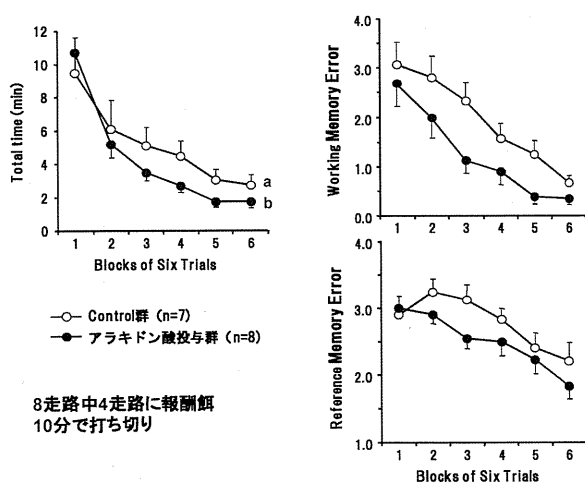 12
10
8
6
4
2
0
Total time (min)
a
b
1 2 3 4 5 6
Blocks of Six Trials
Control群 (n=7)
アラキドン酸投与群 (n=8)
8走路中4走路に報酬餌
10分で打ち切り
4.0
3.0
2.0
1.0
0.0
Working Memory Error
1 2 3 4 5 6
4.0
3.0
2.0
1.0
Reference Memory Error
1 2 3 4 5 6
Blocks of Six Trials